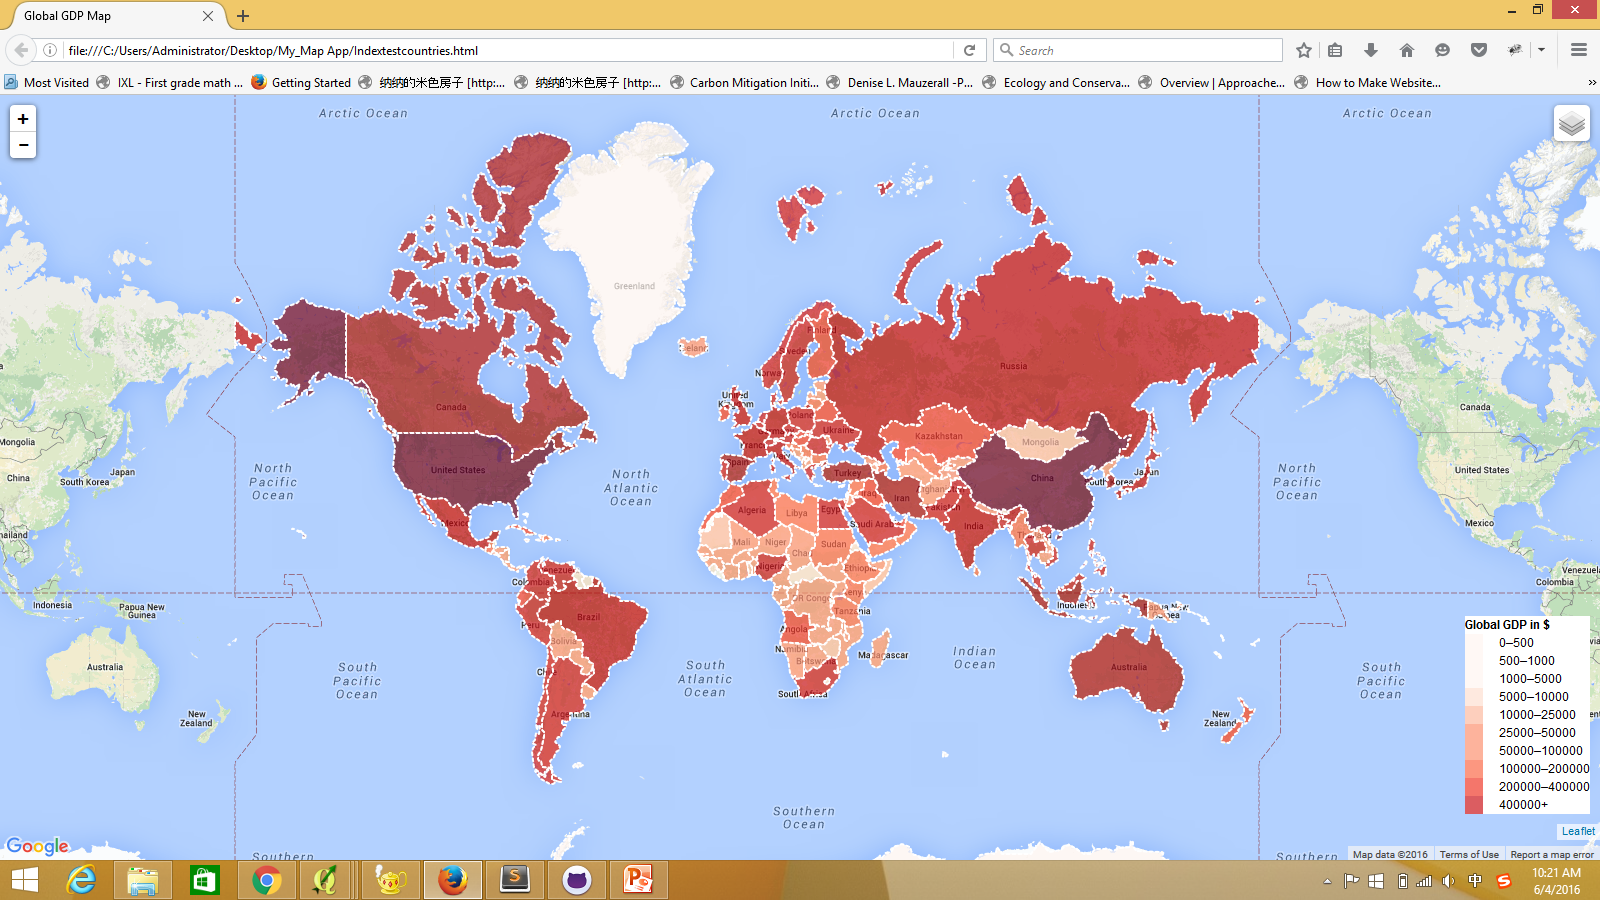 Global GDP Map
file:///C:/Users/Administrator/Desktop/My_Map App/Indextestcountries.html
Search
Most Visited
IXL - First grade math ...
Getting Started
纳纳的米色房子 [http:...
纳纳的米色房子 [http:...
Carbon Mitigation Initi...
Denise L. Mauzerall -P...
Ecology and Conserva...
Overview | Approache...
How to Make Website...
»
+
−
Arctic Ocean
Arctic Ocean
Arctic Ocean
Greenland
Finland
Sweden
Norway
Russia
United
Kingdom
Canada
Canada
Poland
Ukraine
Kazakhstan
Mongolia
Mongolia
France
Spain
Italy
Turkey
China
China
Japan
Japan
South Korea
South Korea
United States
United States
North
Pacific
Ocean
North
Atlantic
Ocean
North
Pacific
Ocean
Iraq
Iran
Afghanistan
Pakistan
Algeria
Libya
Egypt
Saudi Arabia
India
Mexico
Mexico
Mali
Niger
Chad
Sudan
Thailand
Nigeria
Ethiopia
Venezuela
Colombia
Colombia
DR Congo
Kenya
Tanzania
Indonesia
Indonesia
Papua New
Guinea
Papua New
Guinea
Brazil
Peru
Bolivia
Angola
Namibia
Botswana
Madagascar
Chile
South Africa
Argentina
Australia
Australia
Indian
Ocean
South
Pacific
Ocean
South
Atlantic
Ocean
South
Pacific
Ocean
New
Zealand
New
Zealand
Southern
Ocean
Southern
Southern
Global GDP in $
0–500
500–1000
1000–5000
5000–10000
10000–25000
25000–50000
50000–100000
100000–200000
200000–400000
400000+
Leaflet
Google
Map data ©2016
Terms of Use
Report a map error
中
10:21 AM
6/4/2016